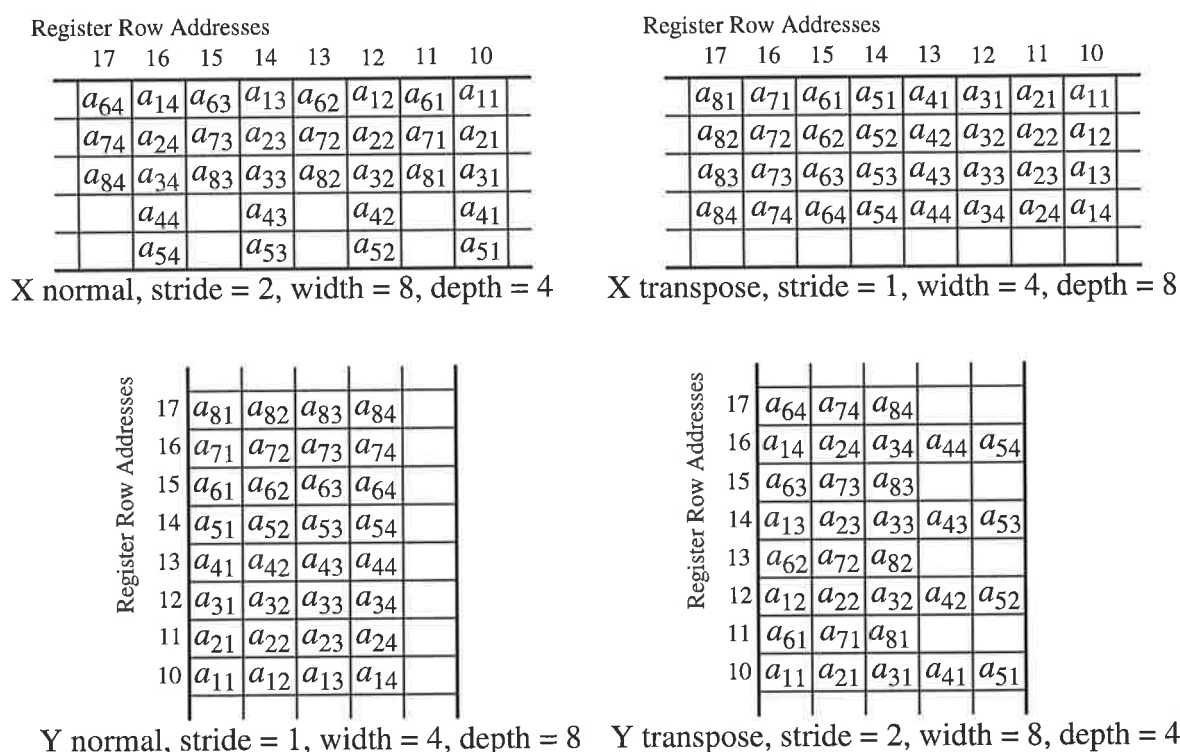 Register Row Addresses
17 16 15 14 13 12 11 10
a64 a14 a63 a13 a62 a12 a61 a11
a74 a24 a73 a23 a72 a22 a71 a21
a84 a34 a83 a33 a82 a32 a81 a31
a44 a43 a42 a41
a54 a53 a52 a51
X normal, stride = 2, width = 8, depth = 4
Register Row Addresses
17 16 15 14 13 12 11 10
a81 a71 a61 a51 a41 a31 a21 a11
a82 a72 a62 a52 a42 a32 a22 a12
a83 a73 a63 a53 a43 a33 a23 a13
a84 a74 a64 a54 a44 a34 a24 a14
X transpose, stride = 1, width = 4, depth = 8
Register Row Addresses
17 a81 a82 a83 a84
16 a71 a72 a73 a74
15 a61 a62 a63 a64
14 a51 a52 a53 a54
13 a41 a42 a43 a44
12 a31 a32 a33 a34
11 a21 a22 a23 a24
10 a11 a12 a13 a14
Y normal, stride = 1, width = 4, depth = 8
Register Row Addresses
17 a64 a74 a84
16 a14 a24 a34 a44 a54
15 a63 a73 a83
14 a13 a23 a33 a43 a53
13 a62 a72 a82
12 a12 a22 a32 a42 a52
11 a61 a71 a81
10 a11 a21 a31 a41 a51
Y transpose, stride = 2, width = 8, depth = 4